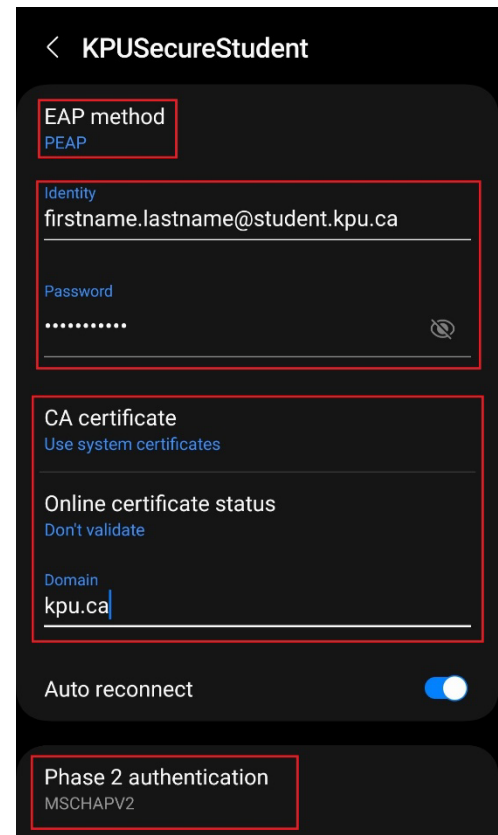 KPUSecureStudent
EAP method
PEAP
Identity
firstname.lastname@student.kpu.ca
Password
•••••••••••
CA certificate
Use system certificates
Online certificate status
Don't validate
Domain
kpu.ca
Auto reconnect
Phase 2 authentication
MSCHAPV2